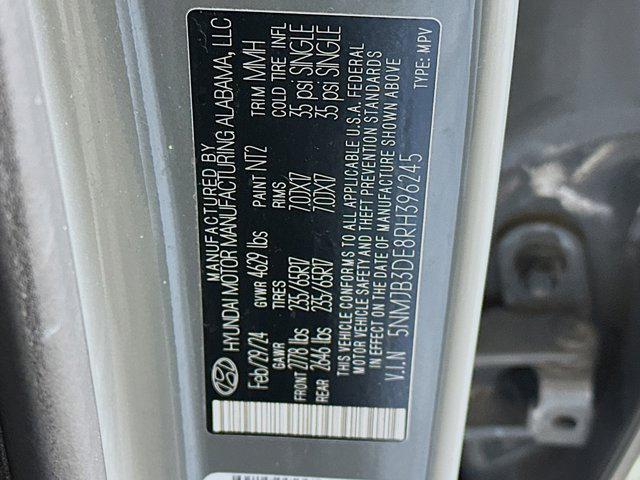 MANUFACTURED BY
HYUNDAI MOTOR MANUFACTURING ALABAMA, LLC
Feb/29/24 GVWR 4629 lbs PAINT NT2 TRIM MMH
GAWR TIRES RIMS COLD TIRE INFL
FRONT 2778 lbs 235/65R17 7.0JX17 35 psi SINGLE
REAR 2646 lbs 235/65R17 7.0JX17 35 psi SINGLE
THIS VEHICLE CONFORMS TO ALL APPLICABLE U.S.A. FEDERAL
MOTOR VEHICLE SAFETY AND THEFT PREVENTION STANDARDS
IN EFFECT ON THE DATE OF MANUFACTURE SHOWN ABOVE
V.I.N 5NMJB3DE8RH396245 TYPE: MPV